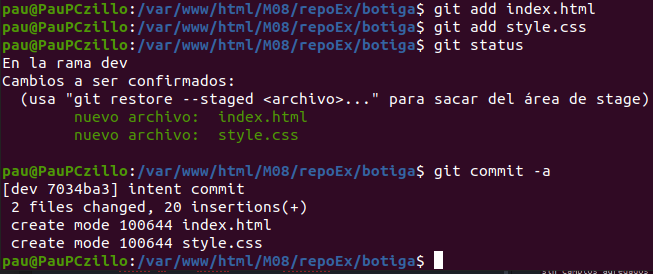 pau@PauPCzillo:/var/www/html/M08/repoEx/botiga$ git add index.html
pau@PauPCzillo:/var/www/html/M08/repoEx/botiga$ git add style.css
pau@PauPCzillo:/var/www/html/M08/repoEx/botiga$ git status
En la rama dev
Cambios a ser confirmados:
  (usa "git restore --staged <archivo>..." para sacar del área de stage)
        nuevo archivo:  index.html
        nuevo archivo:  style.css
pau@PauPCzillo:/var/www/html/M08/repoEx/botiga$ git commit -a
[dev 7034ba3] intent commit
 2 files changed, 20 insertions(+)
 create mode 100644 index.html
 create mode 100644 style.css
pau@PauPCzillo:/var/www/html/M08/repoEx/botiga$
sin cambios agregados